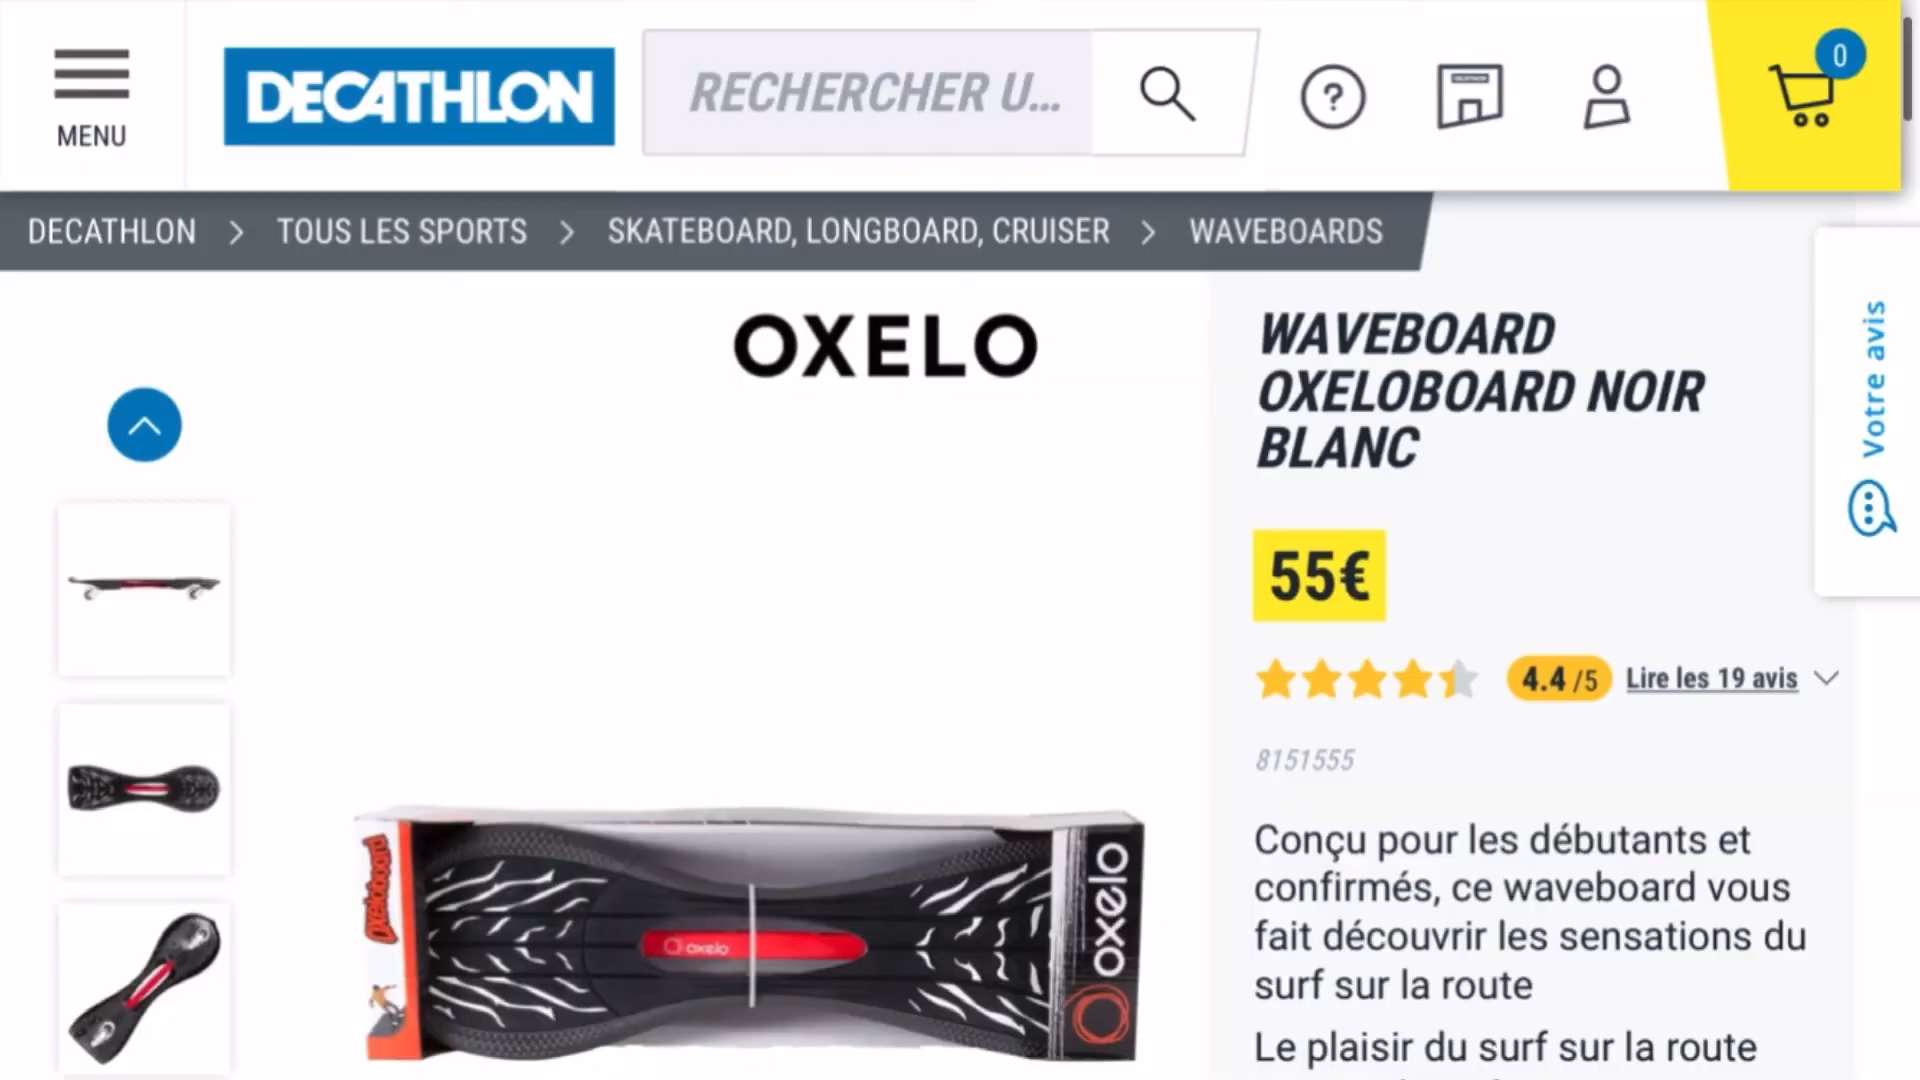 MENU
DECATHLON
RECHERCHER U...
?
DECATHLON
0
DECATHLON > TOUS LES SPORTS > SKATEBOARD, LONGBOARD, CRUISER > WAVEBOARDS
OXELO
WAVEBOARD
OXELOBOARD NOIR
BLANC
55€
4.4 /5 Lire les 19 avis
8151555
Conçu pour les débutants et
confirmés, ce waveboard vous
fait découvrir les sensations du
surf sur la route
Le plaisir du surf sur la route
Votre avis
Oxeloboard
oxelo
oxelo